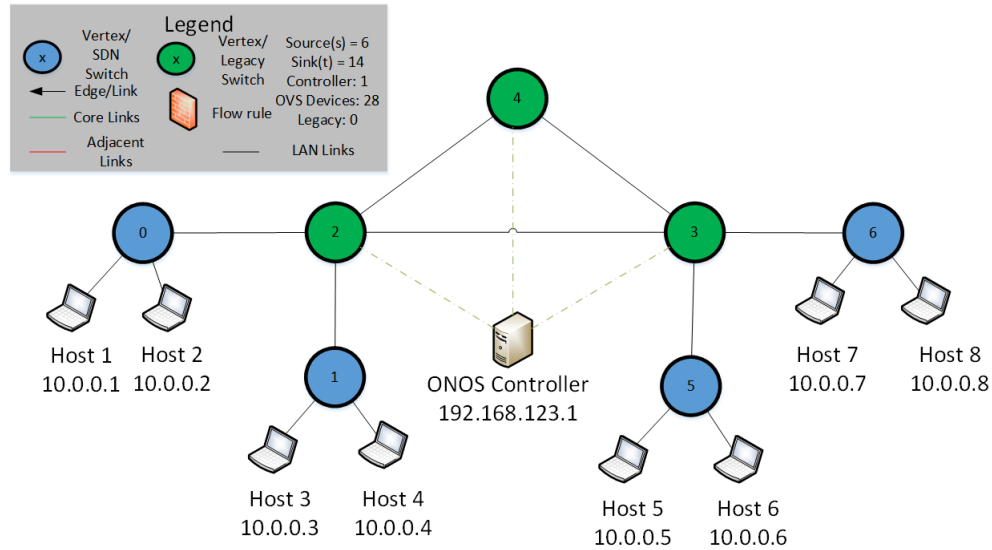 Legend
x
Vertex/
SDN
Switch
x
Vertex/
Legacy
Switch
Source(s) = 6
Sink(t) = 14
Controller: 1
OVS Devices: 28
Legacy: 0
Edge/Link
Flow rule
Core Links
Adjacent
Links
LAN Links
4
0
2
3
6
Host 1
10.0.0.1
Host 2
10.0.0.2
Host 7
10.0.0.7
Host 8
10.0.0.8
1
ONOS Controller
192.168.123.1
5
Host 3
10.0.0.3
Host 4
10.0.0.4
Host 5
10.0.0.5
Host 6
10.0.0.6